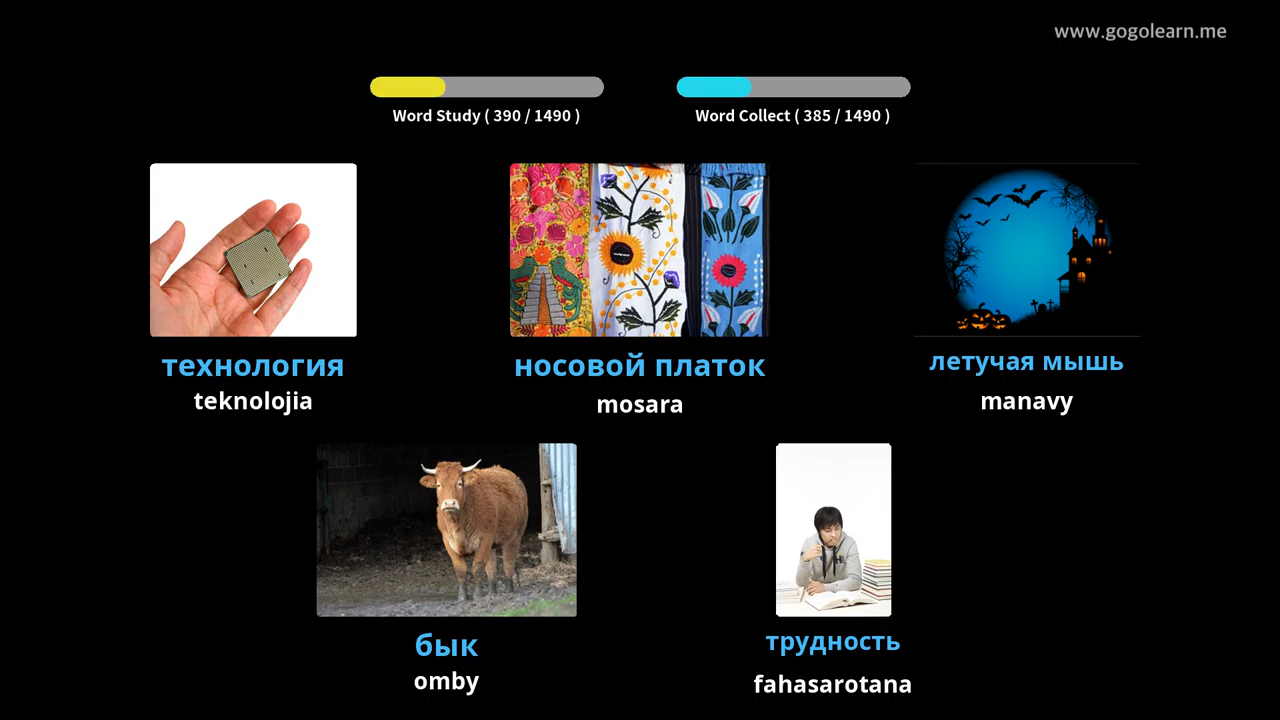 www.gogolearn.me
Word Study ( 390 / 1490 )
Word Collect ( 385 / 1490 )
технология
teknolojia
носовой платок
mosara
летучая мышь
manavy
бык
omby
трудность
fahasarotana